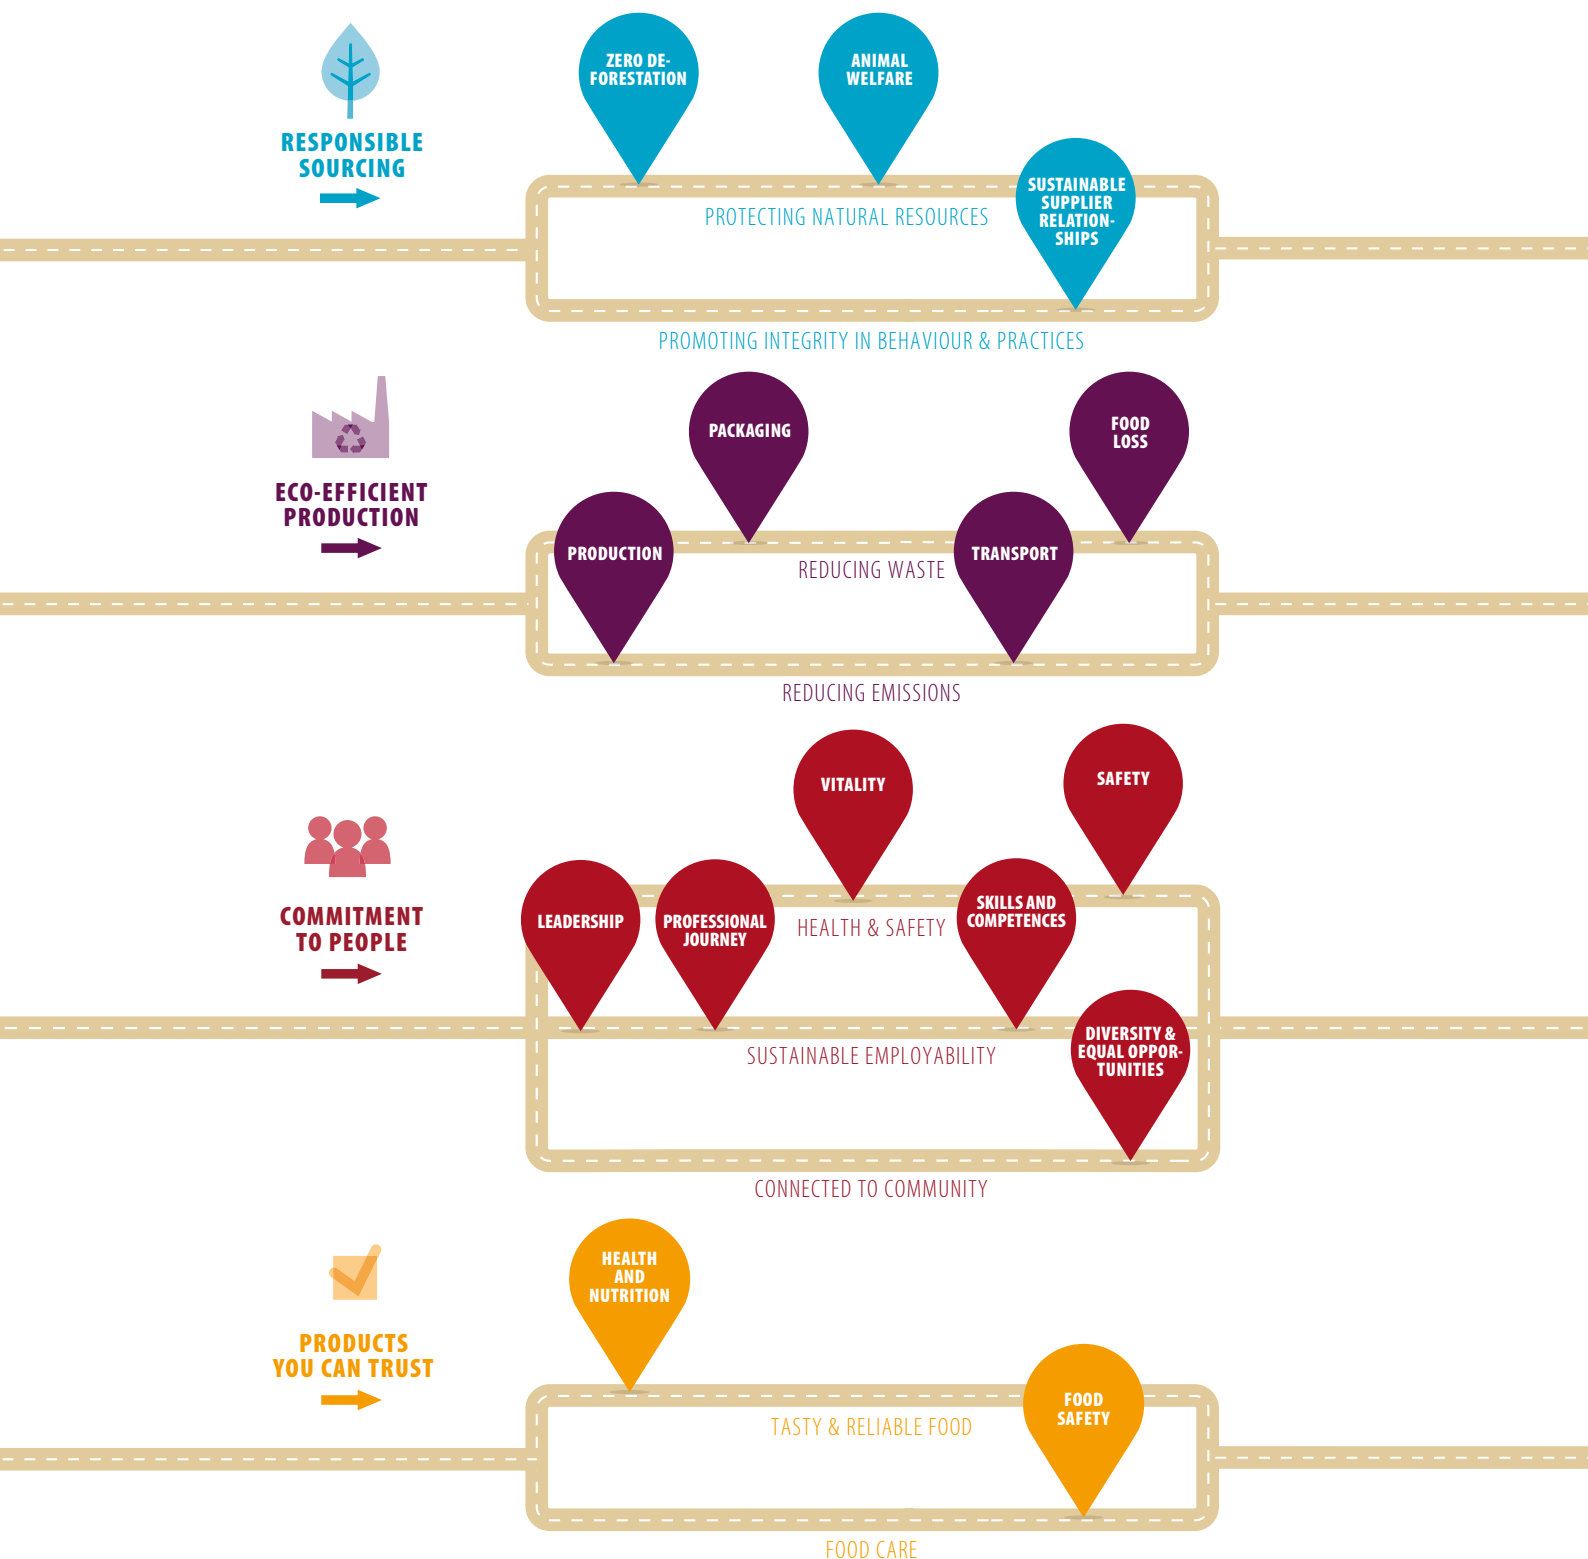 RESPONSIBLE
SOURCING
ZERO DE-
FORESTATION
ANIMAL
WELFARE
SUSTAINABLE
SUPPLIER
RELATION-
SHIPS
PROTECTING NATURAL RESOURCES
PROMOTING INTEGRITY IN BEHAVIOUR & PRACTICES
ECO-EFFICIENT
PRODUCTION
PACKAGING
FOOD
LOSS
PRODUCTION
TRANSPORT
REDUCING WASTE
REDUCING EMISSIONS
COMMITMENT
TO PEOPLE
VITALITY
SAFETY
LEADERSHIP
PROFESSIONAL
JOURNEY
SKILLS AND
COMPETENCES
HEALTH & SAFETY
DIVERSITY &
EQUAL OPPOR-
TUNITIES
SUSTAINABLE EMPLOYABILITY
CONNECTED TO COMMUNITY
PRODUCTS
YOU CAN TRUST
HEALTH
AND
NUTRITION
FOOD
SAFETY
TASTY & RELIABLE FOOD
FOOD CARE